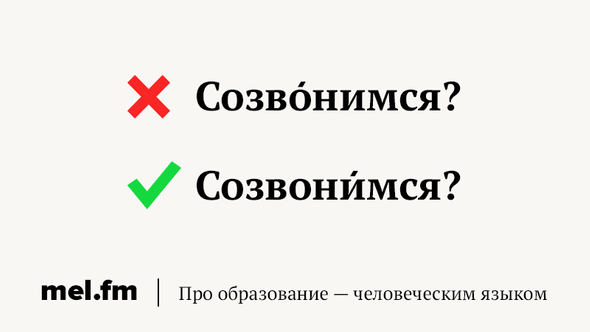 Созво́нимся?
Созвони́мся?
mel.fm | Про образование — человеческим языком